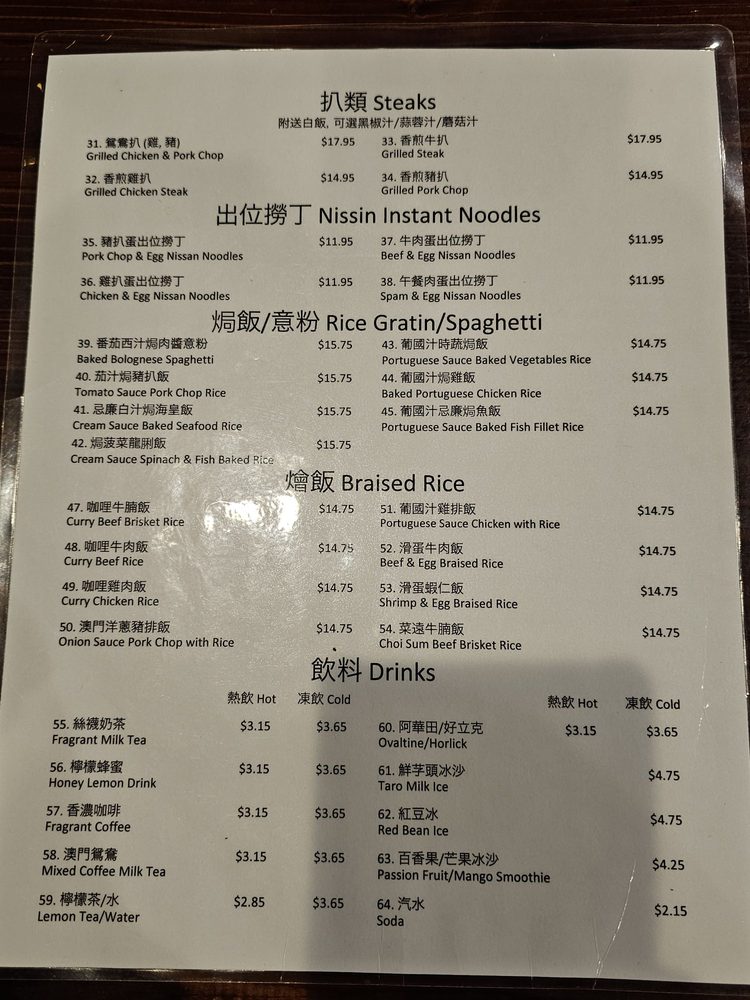 扒類 Steaks
附送白飯, 可選黑椒汁/蒜蓉汁/蘑菇汁
31. 鴛鴦扒 (雞, 豬) $17.95
Grilled Chicken & Pork Chop
33. 香煎牛扒 $17.95
Grilled Steak
32. 香煎雞扒 $14.95
Grilled Chicken Steak
34. 香煎豬扒 $14.95
Grilled Pork Chop
出位撈丁 Nissin Instant Noodles
35. 豬扒蛋出位撈丁 $11.95
Pork Chop & Egg Nissan Noodles
37. 牛肉蛋出位撈丁 $11.95
Beef & Egg Nissan Noodles
36. 雞扒蛋出位撈丁 $11.95
Chicken & Egg Nissan Noodles
38. 午餐肉蛋出位撈丁 $11.95
Spam & Egg Nissan Noodles
焗飯/意粉 Rice Gratin/Spaghetti
39. 番茄西汁焗肉醬意粉 $15.75
Baked Bolognese Spaghetti
43. 葡國汁時蔬焗飯 $14.75
Portuguese Sauce Baked Vegetables Rice
40. 茄汁焗豬扒飯 $15.75
Tomato Sauce Pork Chop Rice
44. 葡國汁焗雞飯 $14.75
Baked Portuguese Chicken Rice
41. 忌廉白汁焗海皇飯 $15.75
Cream Sauce Baked Seafood Rice
45. 葡國汁忌廉焗魚飯 $14.75
Portuguese Sauce Baked Fish Fillet Rice
42. 焗菠菜龍脷飯 $15.75
Cream Sauce Spinach & Fish Baked Rice
燴飯 Braised Rice
47. 咖哩牛腩飯 $14.75
Curry Beef Brisket Rice
51. 葡國汁雞排飯 $14.75
Portuguese Sauce Chicken with Rice
48. 咖哩牛肉飯 $14.75
Curry Beef Rice
52. 滑蛋牛肉飯 $14.75
Beef & Egg Braised Rice
49. 咖哩雞肉飯 $14.75
Curry Chicken Rice
53. 滑蛋蝦仁飯 $14.75
Shrimp & Egg Braised Rice
50. 澳門洋蔥豬排飯 $14.75
Onion Sauce Pork Chop with Rice
54. 菜遠牛腩飯 $14.75
Choi Sum Beef Brisket Rice
飲料 Drinks
熱飲 Hot 凍飲 Cold
熱飲 Hot 凍飲 Cold
55. 絲襪奶茶 $3.15 $3.65
Fragrant Milk Tea
60. 阿華田/好立克 $3.15 $3.65
Ovaltine/Horlick
56. 檸檬蜂蜜 $3.15 $3.65
Honey Lemon Drink
61. 鮮芋頭冰沙 $4.75
Taro Milk Ice
57. 香濃咖啡 $3.15 $3.65
Fragrant Coffee
62. 紅豆冰 $4.75
Red Bean Ice
58. 澳門鴛鴦 $3.15 $3.65
Mixed Coffee Milk Tea
63. 百香果/芒果冰沙 $4.25
Passion Fruit/Mango Smoothie
59. 檸檬茶/水 $2.85 $3.65
Lemon Tea/Water
64. 汽水 $2.15
Soda